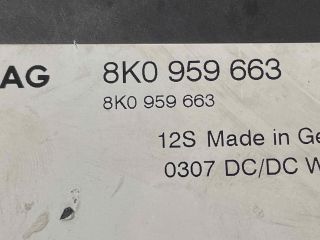 AG 8K0 959 663
8K0 959 663
12S Made in Ge
0307 DC/DC W